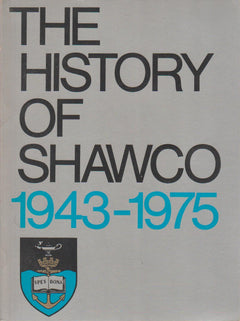 THE
HISTORY
OF
SHAWCO
1943-1975
SPES BONA